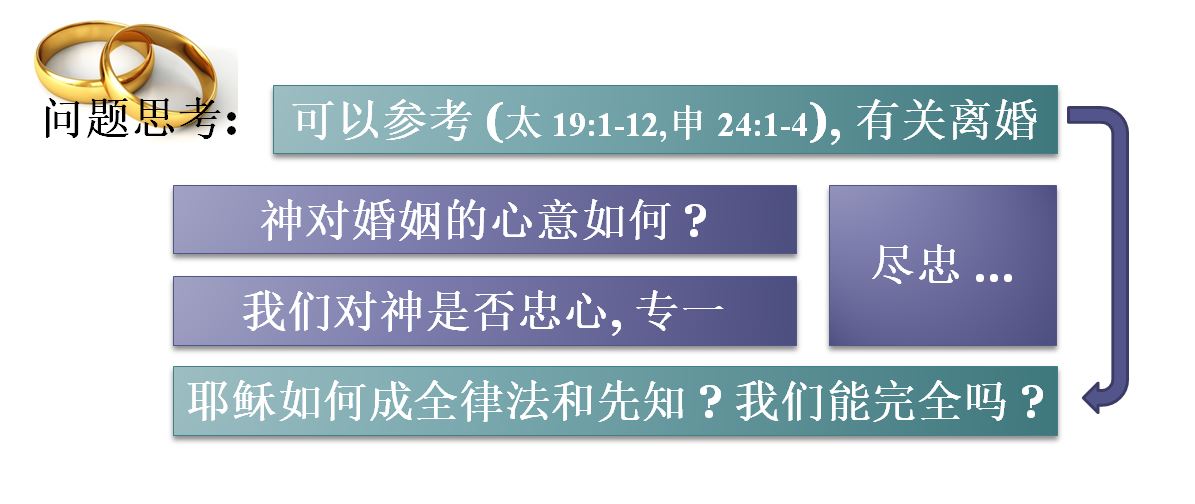 问题思考:
可以参考 (太 19:1-12,申 24:1-4), 有关离婚
神对婚姻的心意如何 ?
尽忠 ...
我们对神是否忠心, 专一
耶稣如何成全律法和先知 ? 我们能完全吗 ?